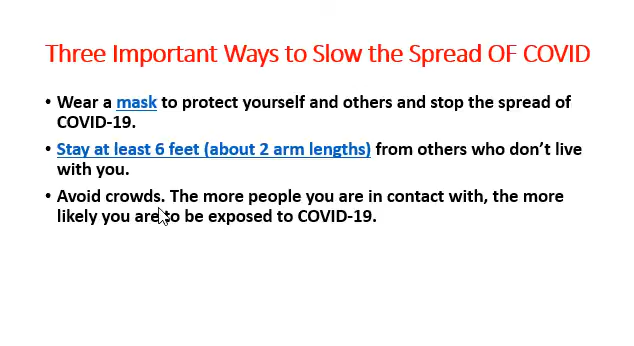 Three Important Ways to Slow the Spread OF COVID
• Wear a mask to protect yourself and others and stop the spread of
COVID-19.
• Stay at least 6 feet (about 2 arm lengths) from others who don't live
with you.
• Avoid crowds. The more people you are in contact with, the more
likely you are to be exposed to COVID-19.